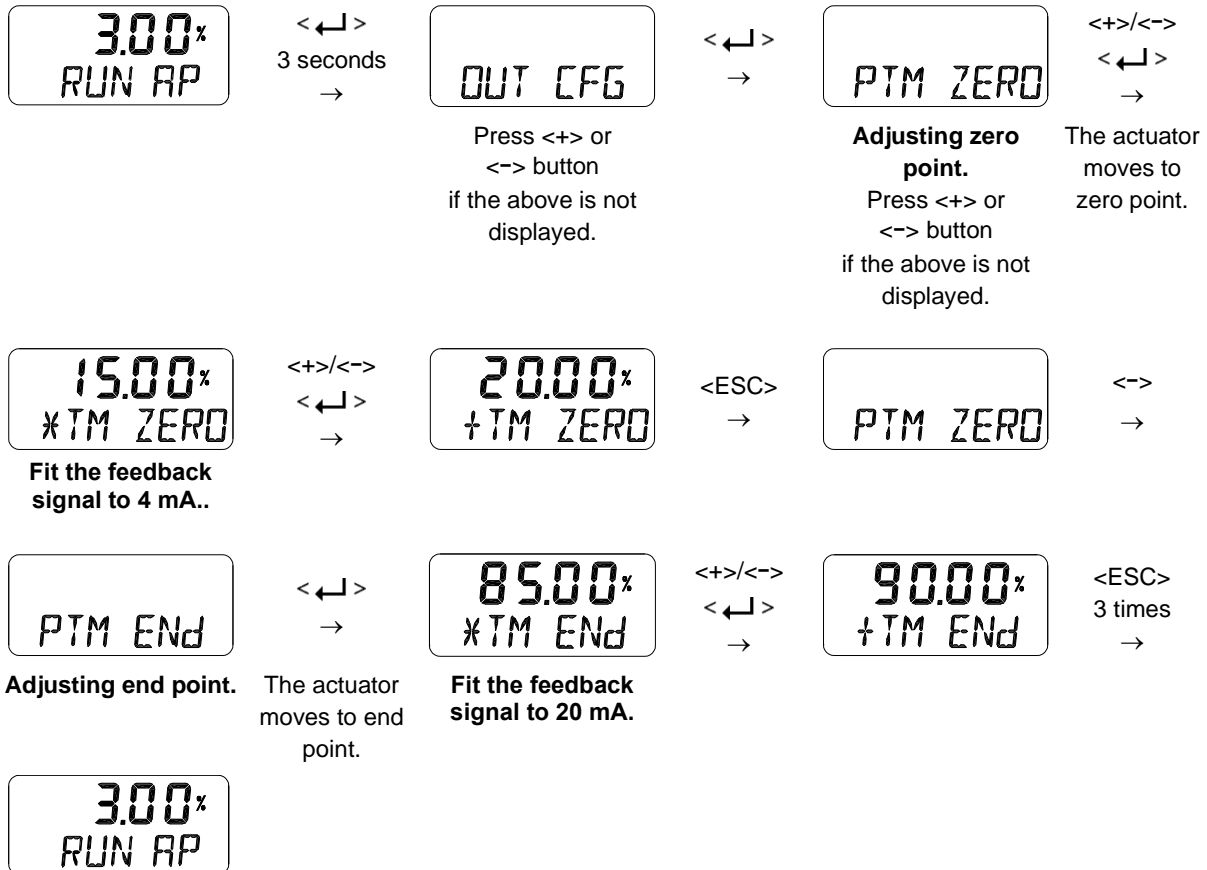 3.00%
RUN AP
<↵>
3 seconds
→
OUT CFG
Press <+> or
<−> button
if the above is not
displayed.
<↵>
→
PTM ZERO
Adjusting zero
point.
Press <+> or
<−> button
if the above is not
displayed.
<+>/<−>
<↵>
→
The actuator
moves to
zero point.
15.00%
*TM ZERO
Fit the feedback
signal to 4 mA..
<+>/<−>
<↵>
→
20.00%
+TM ZERO
<ESC>
→
PTM ZERO
<−>
→
PTM ENd
Adjusting end point.
<↵>
→
The actuator
moves to end
point.
85.00%
*TM ENd
Fit the feedback
signal to 20 mA.
<+>/<−>
<↵>
→
90.00%
+TM ENd
<ESC>
3 times
→
3.00%
RUN AP